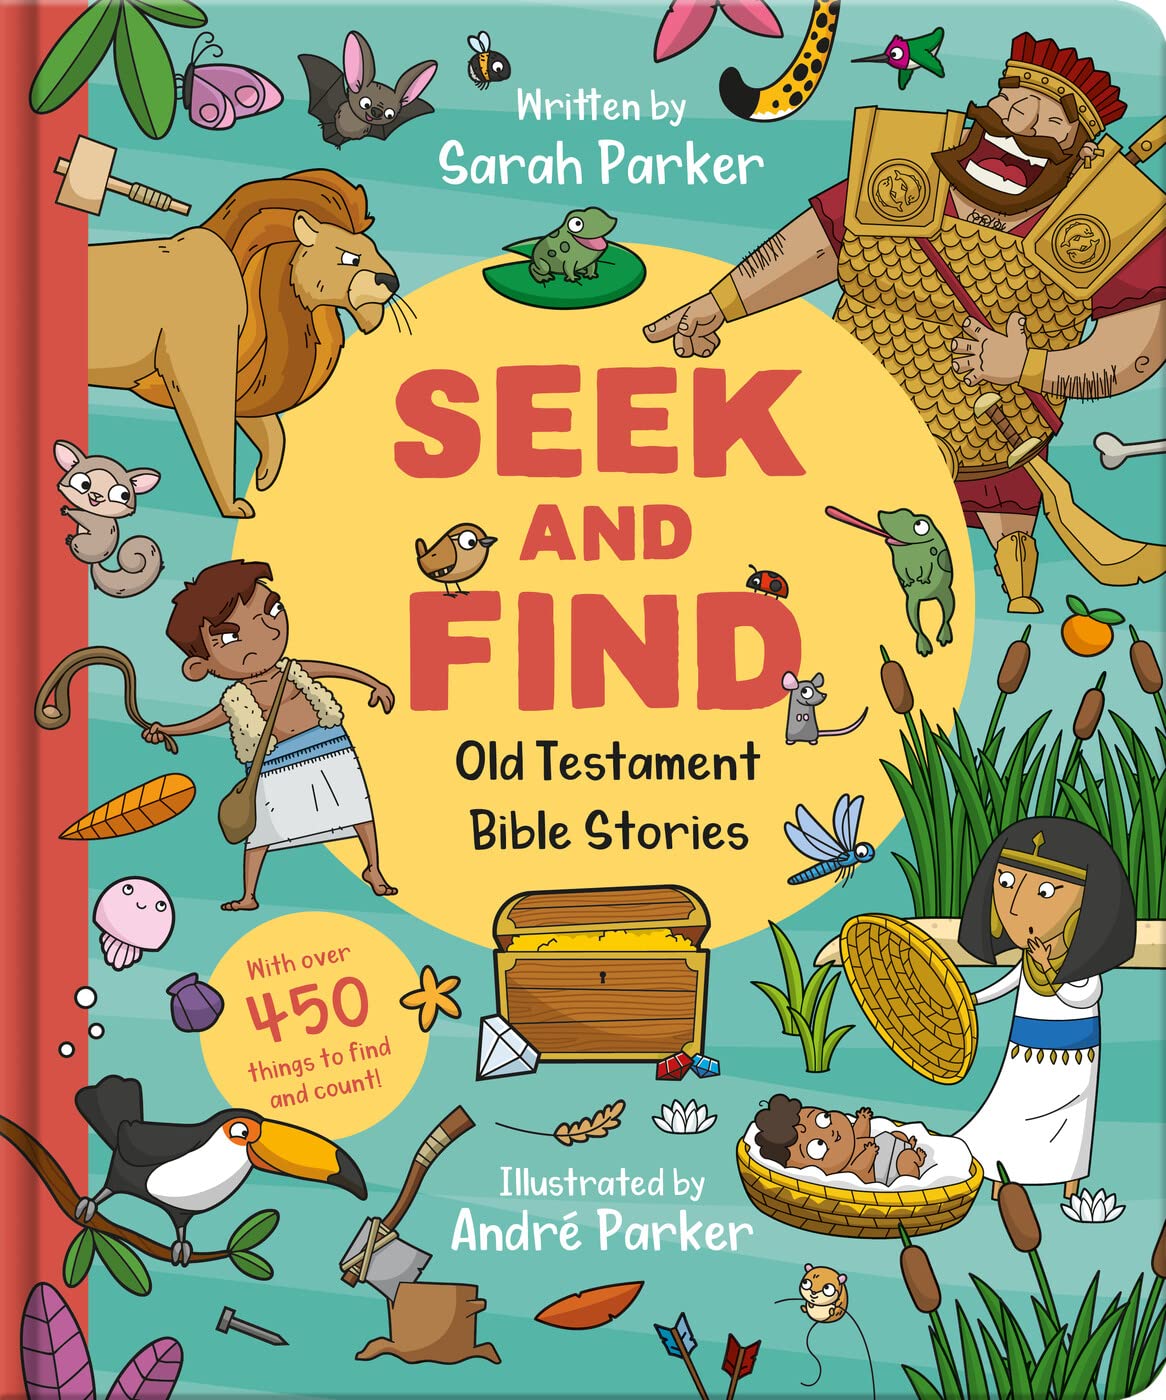 Written by
Sarah Parker
SEEK
AND
FIND
Old Testament
Bible Stories
With over
450
things to find
and count!
Illustrated by
André Parker